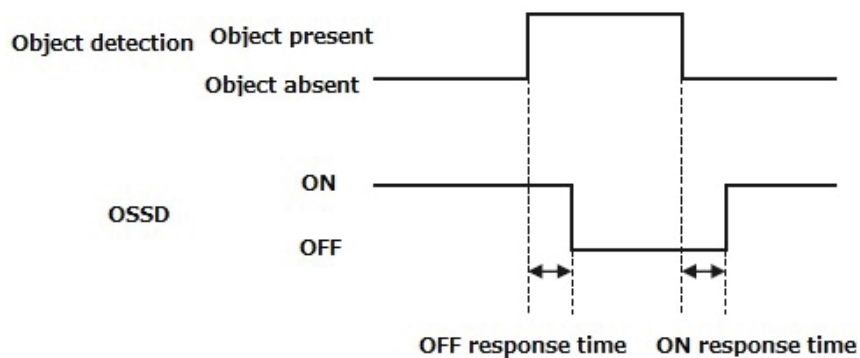 Object detection
Object present
Object absent
OSSD
ON
OFF
OFF response time
ON response time